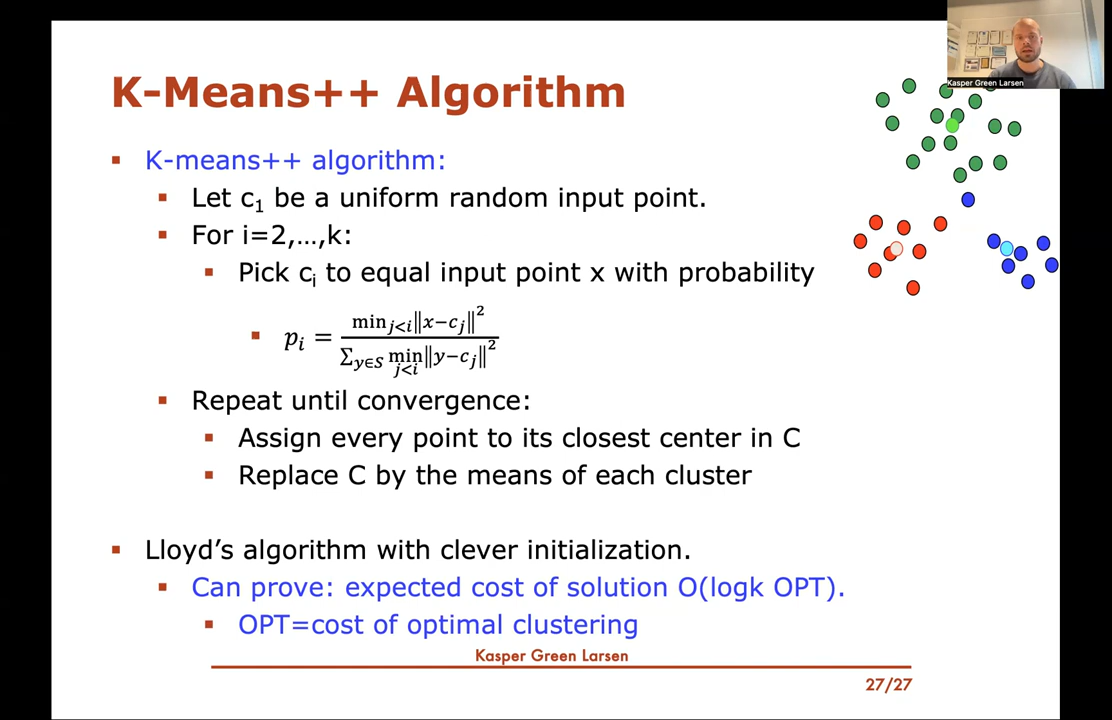 Kasper Green Larsen
K-Means++ Algorithm
K-means++ algorithm:
Let c₁ be a uniform random input point.
For i=2,...,k:
Pick cᵢ to equal input point x with probability
pᵢ = min_{j<i}‖x−c_j‖² / ∑_{y∈S} min_{j<i}‖y−c_j‖²
Repeat until convergence:
Assign every point to its closest center in C
Replace C by the means of each cluster
Lloyd's algorithm with clever initialization.
Can prove: expected cost of solution O(logk OPT).
OPT=cost of optimal clustering
Kasper Green Larsen
27/27